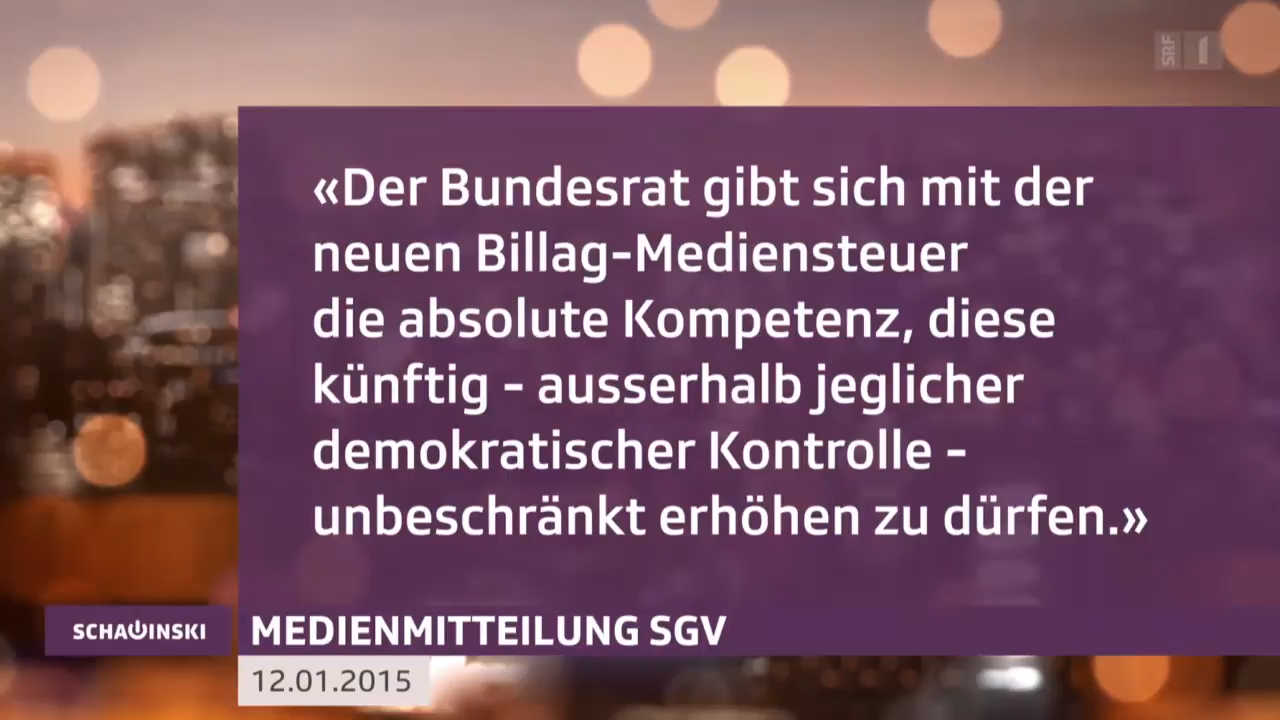 SRF 1
«Der Bundesrat gibt sich mit der
neuen Billag-Mediensteuer
die absolute Kompetenz, diese
künftig - ausserhalb jeglicher
demokratischer Kontrolle -
unbeschränkt erhöhen zu dürfen.»
SCHAWINSKI
MEDIENMITTEILUNG SGV
12.01.2015